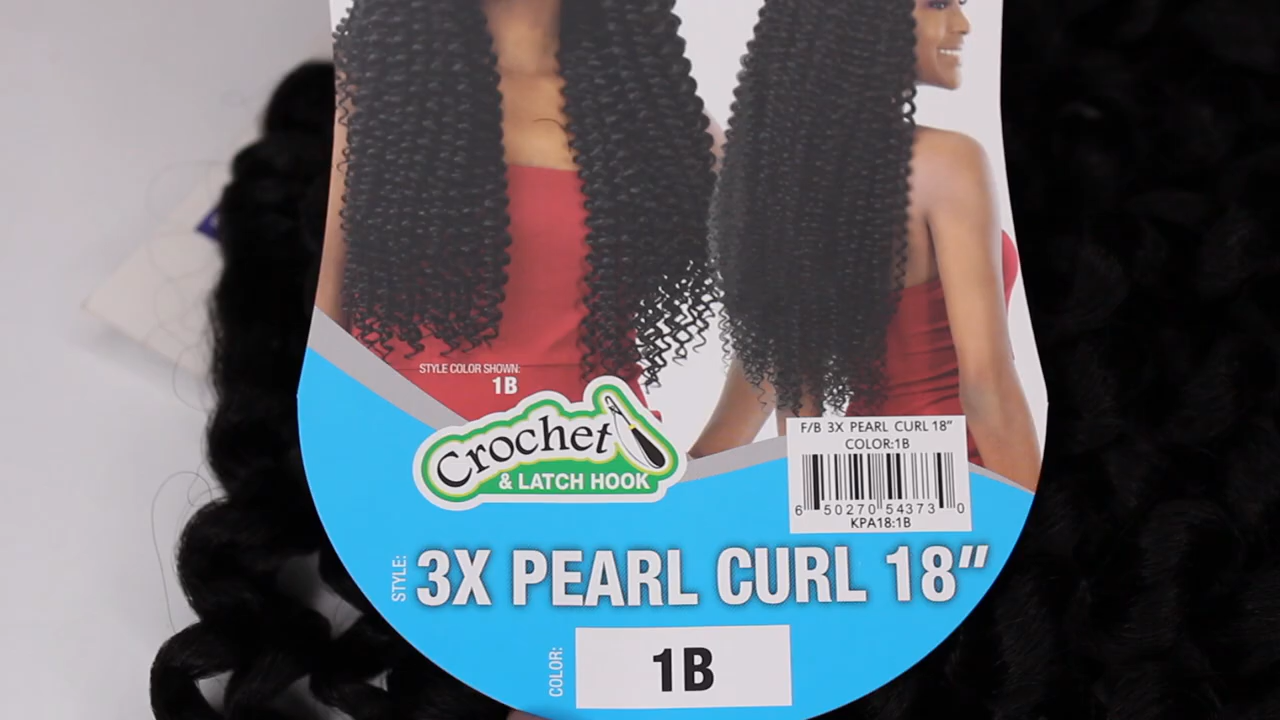 STYLE COLOR SHOWN:
1B
Crochet
& LATCH HOOK
F/B 3X PEARL CURL 18”
COLOR:1B
6 50270 54373 0
KPA18:1B
STYLE: 3X PEARL CURL 18”
COLOR: 1B